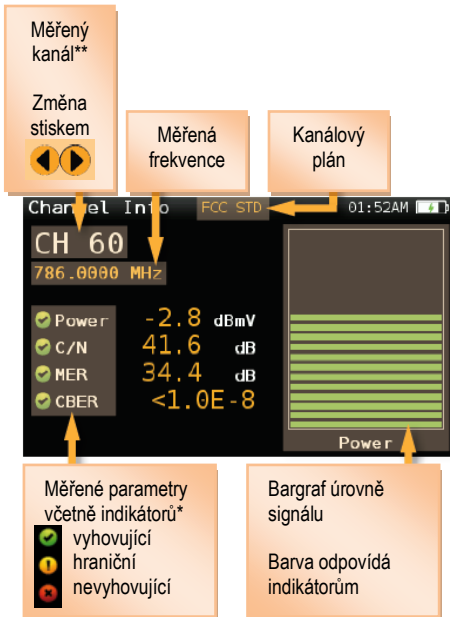 Měřený
kanál**
Změna
stiskem
Měřená
frekvence
Kanálový
plán
Channel Info FCC STD 01:52AM
CH 60
786.0000 MHz
Power -2.8 dBmV
C/N 41.6 dB
MER 34.4 dB
CBER <1.0E-8
Power
Měřené parametry
včetně indikátorů*
vyhovující
hraniční
nevyhovující
Bargraf úrovně
signálu
Barva odpovídá
indikátorům